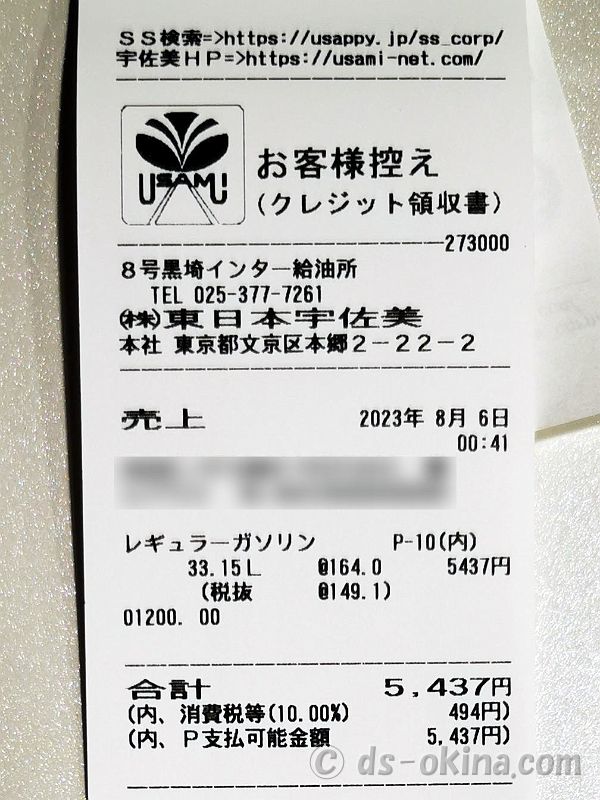 ＳＳ検索=>https://usappy.jp/ss_corp/
宇佐美ＨＰ=>https://usami-net.com/
USAMI
お客様控え
(クレジット領収書)
273000
８号黒埼インター給油所
TEL 025-377-7261
㈱東日本宇佐美
本社 東京都文京区本郷２－２２－２
売上 2023年 8月 6日
00:41
レギュラーガソリン P-10(内)
33.15L @164.0 5437円
(税抜 @149.1)
01200. 00
合計 5,437円
(内、消費税等(10.00%) 494円)
(内、Ｐ支払可能金額 5,437円)
© ds-okina.com